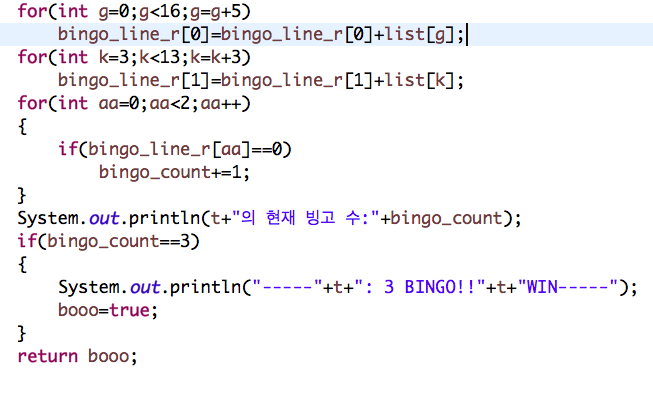 for(int g=0;g<16;g=g+5)
    bingo_line_r[0]=bingo_line_r[0]+list[g];
for(int k=3;k<13;k=k+3)
    bingo_line_r[1]=bingo_line_r[1]+list[k];
for(int aa=0;aa<2;aa++)
{
    if(bingo_line_r[aa]==0)
        bingo_count+=1;
}
System.out.println(t+"의 현재 빙고 수:"+bingo_count);
if(bingo_count==3)
{
    System.out.println("-----"+t+": 3 BINGO!!"+t+"WIN-----");
    booo=true;
}
return booo;